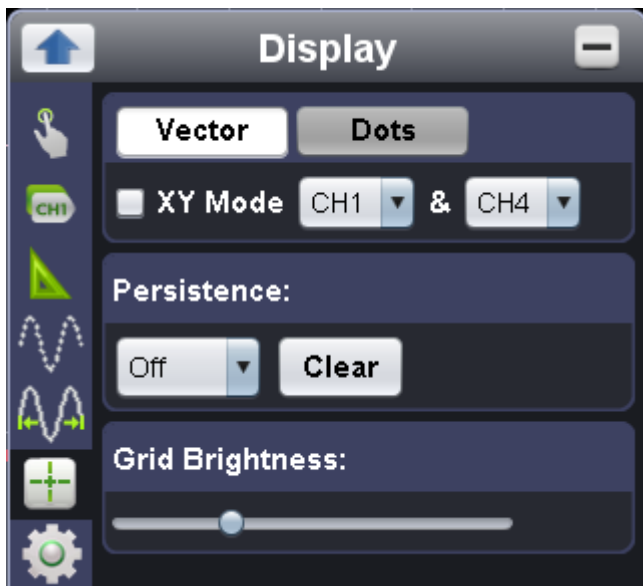 Display
Vector Dots
CH1
XY Mode CH1 & CH4
Persistence:
Off Clear
Grid Brightness: